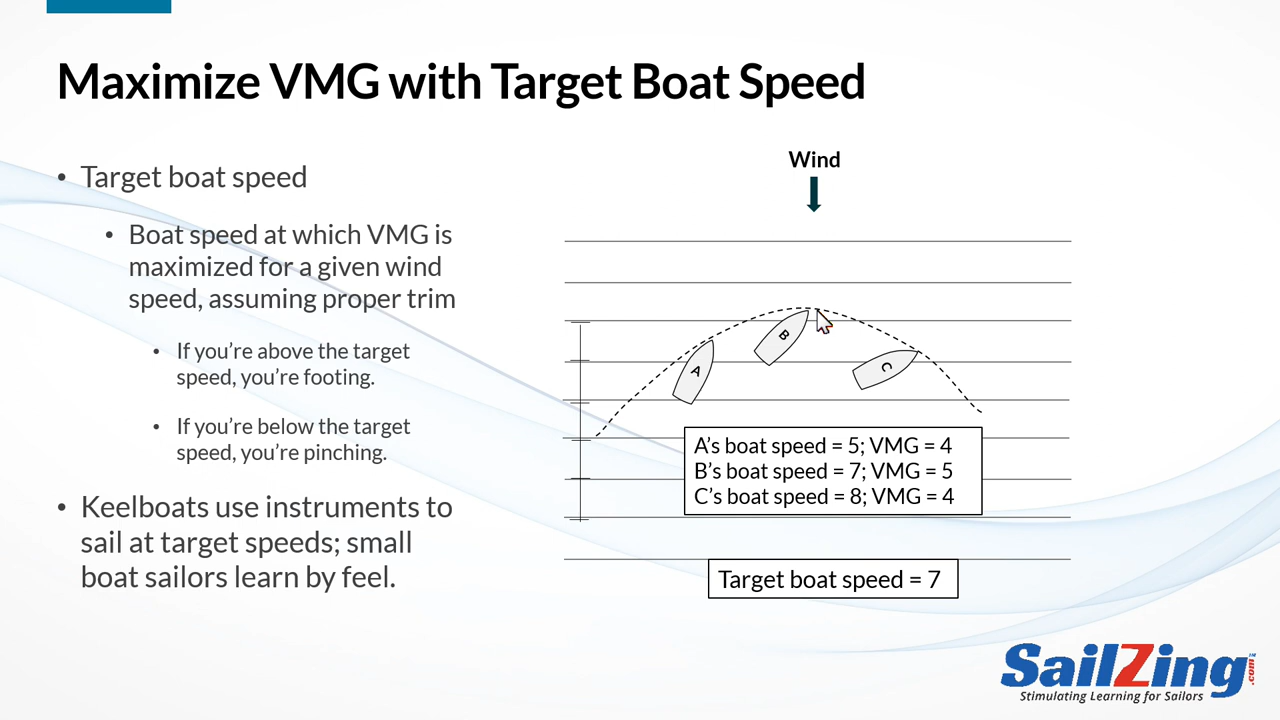 Maximize VMG with Target Boat Speed
• Target boat speed
• Boat speed at which VMG is
maximized for a given wind
speed, assuming proper trim
• If you’re above the target
speed, you’re footing.
• If you’re below the target
speed, you’re pinching.
• Keelboats use instruments to
sail at target speeds; small
boat sailors learn by feel.
Wind
A
B
C
A’s boat speed = 5; VMG = 4
B’s boat speed = 7; VMG = 5
C’s boat speed = 8; VMG = 4
Target boat speed = 7
SailZing.com™
Stimulating Learning for Sailors